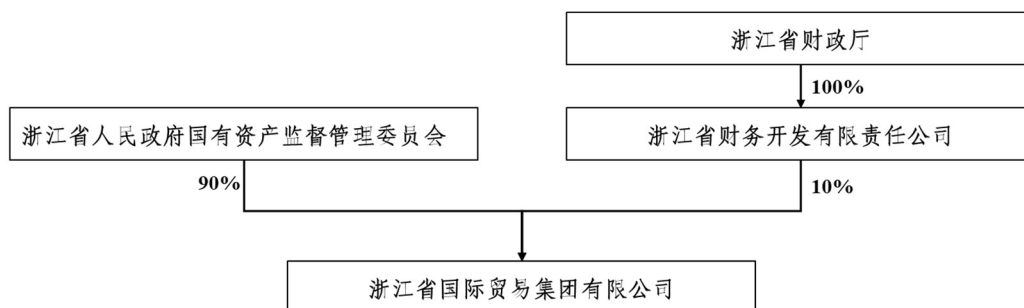 浙江省财政厅
100%
浙江省人民政府国有资产监督管理委员会
浙江省财务开发有限责任公司
90%
10%
浙江省国际贸易集团有限公司